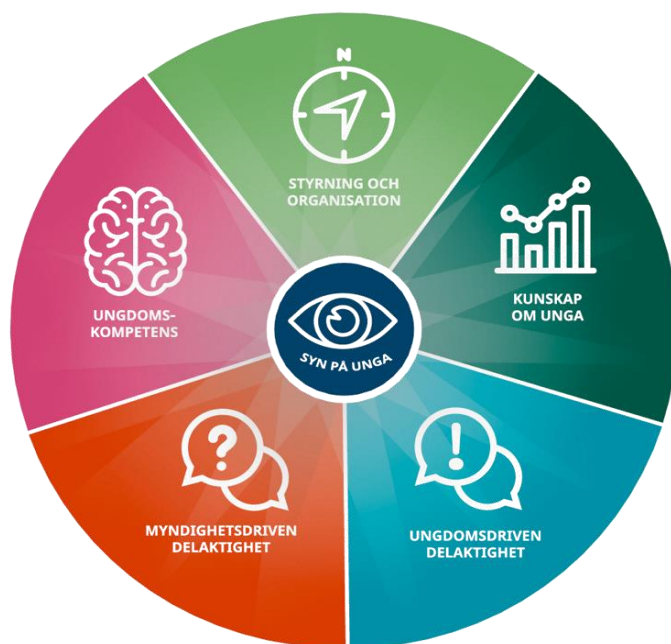 N
STYRNING OCH
ORGANISATION
KUNSKAP
OM UNGA
UNGDOMSDRIVEN
DELAKTIGHET
MYNDIGHETSDRIVEN
DELAKTIGHET
UNGDOMS-
KOMPETENS
SYN PÅ UNGA
?
!